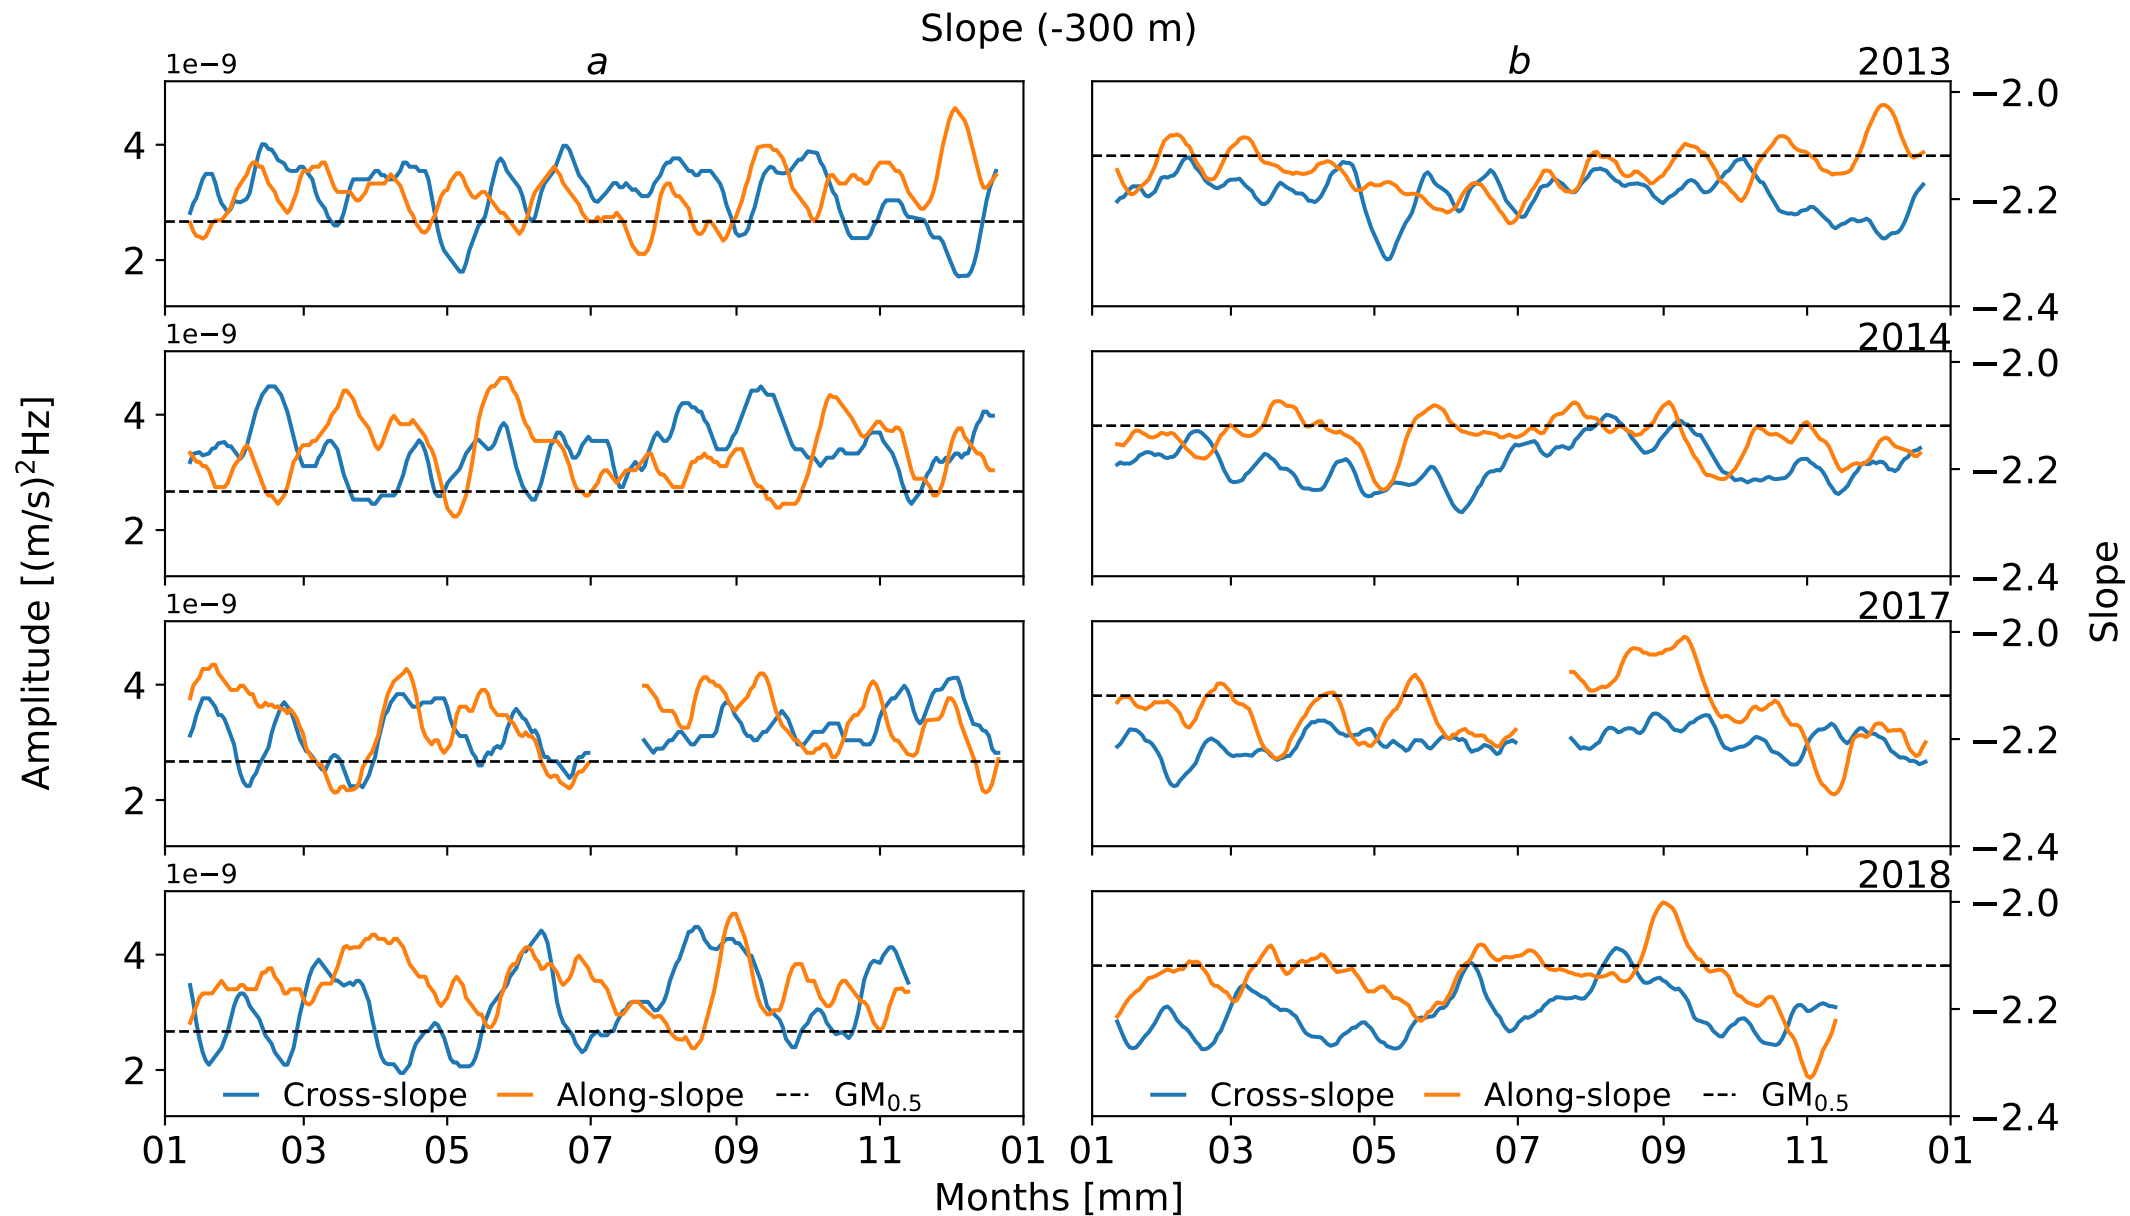 Slope (-300 m)
a
b
1e−9
2013
4
2
−2.0
−2.2
−2.4
1e−9
2014
4
2
−2.0
−2.2
−2.4
1e−9
2017
4
2
−2.0
−2.2
−2.4
1e−9
2018
4
2
−2.0
−2.2
−2.4
Amplitude [(m/s)²Hz]
Slope
Cross-slope Along-slope GM₀.₅
Cross-slope Along-slope GM₀.₅
01 03 05 07 09 11 01
01 03 05 07 09 11 01
Months [mm]